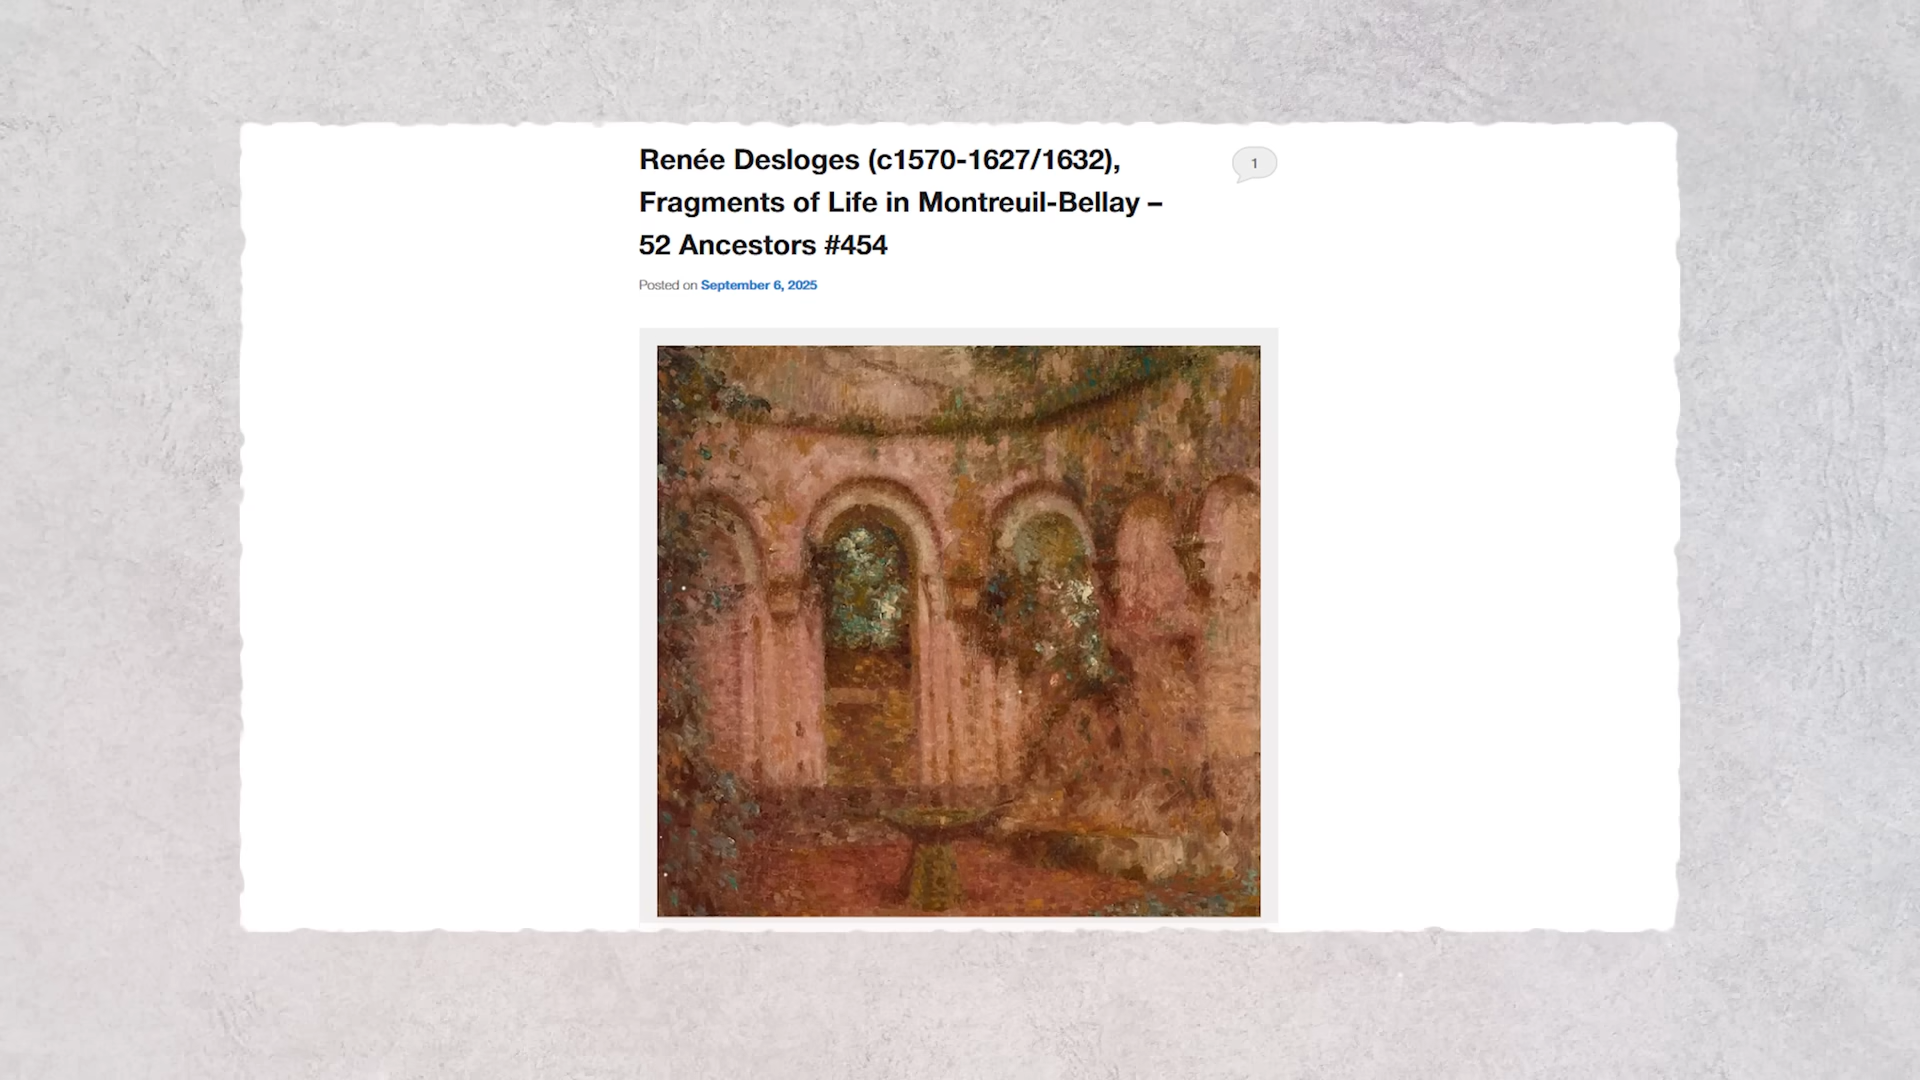 Renée Desloges (c1570-1627/1632),
Fragments of Life in Montreuil-Bellay –
52 Ancestors #454
1
Posted on September 6, 2025